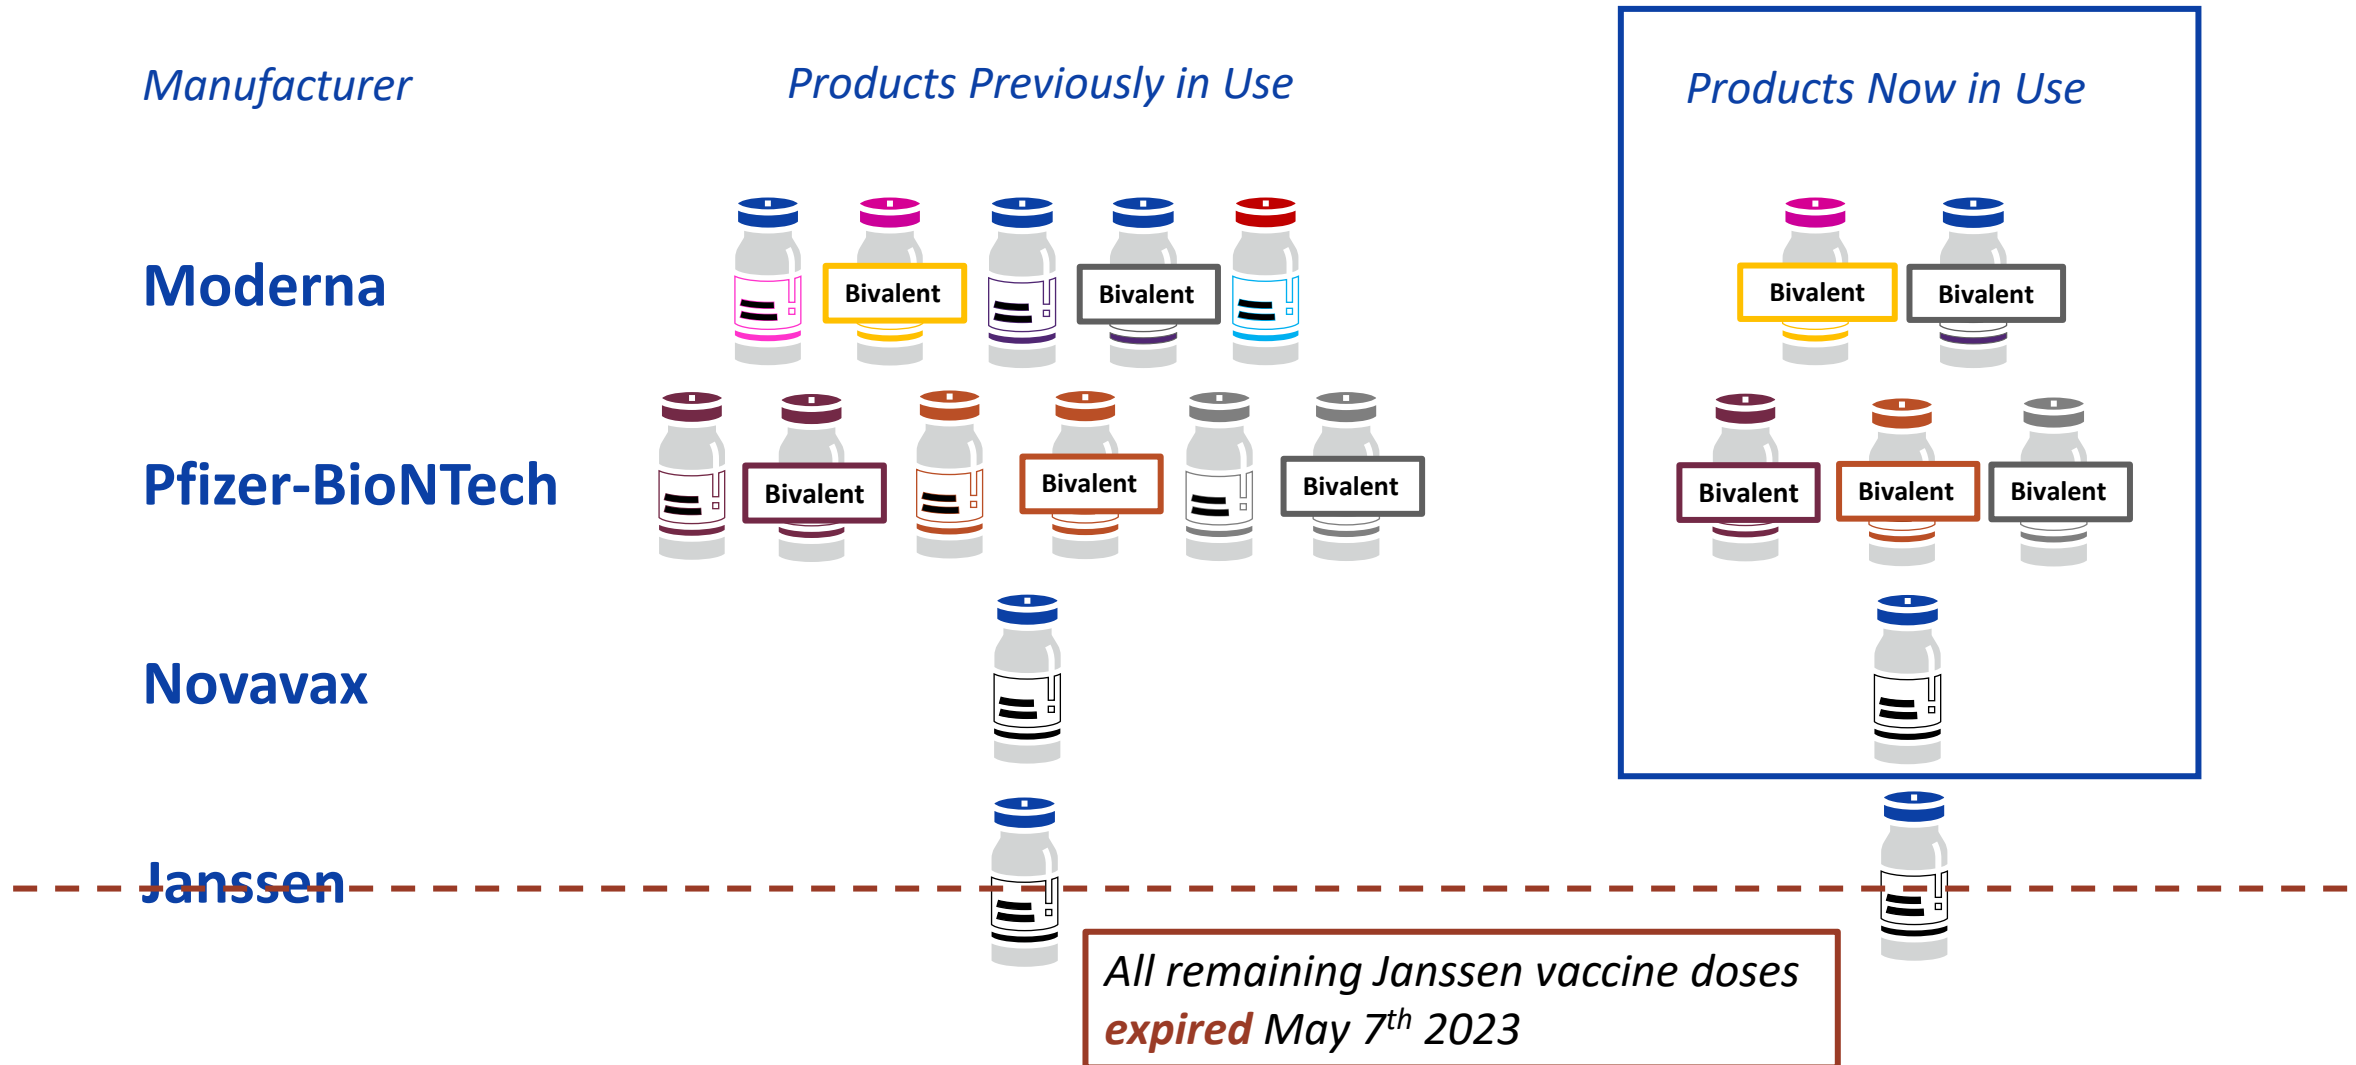 Manufacturer
Products Previously in Use
Products Now in Use
Moderna
Bivalent
Bivalent
Bivalent
Bivalent
Pfizer-BioNTech
Bivalent
Bivalent
Bivalent
Bivalent
Bivalent
Bivalent
Novavax
Janssen
All remaining Janssen vaccine doses
expired May 7th 2023